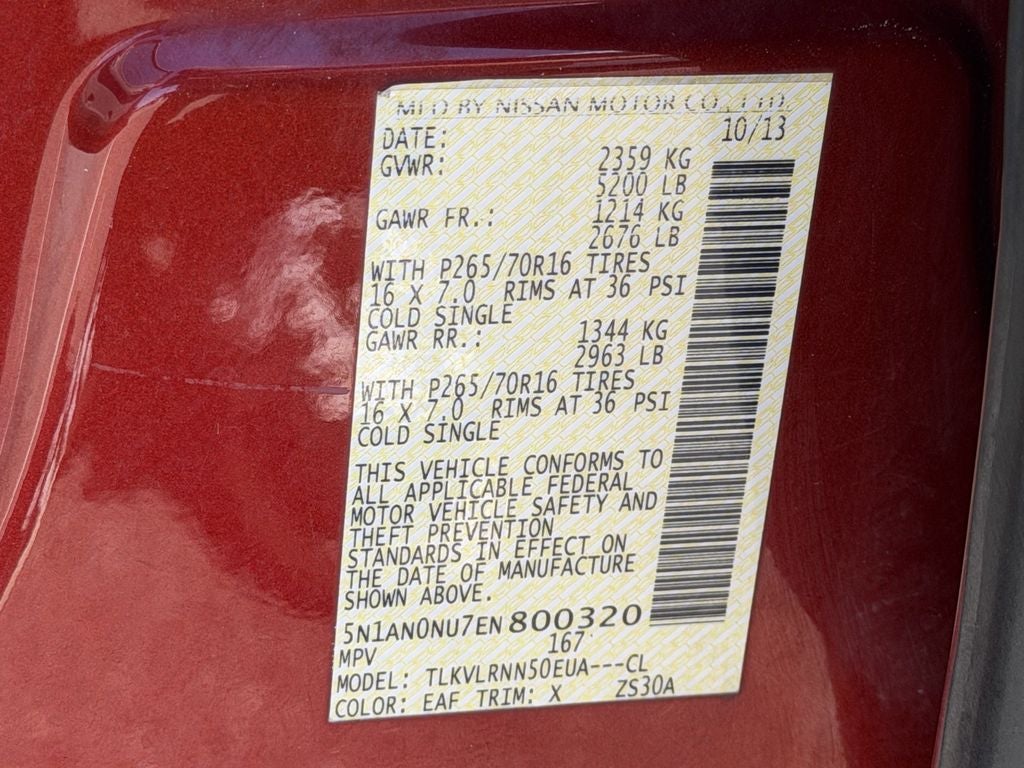 MFD BY NISSAN MOTOR CO., LTD.
DATE: 10/13
GVWR: 2359 KG
5200 LB
GAWR FR.: 1214 KG
2676 LB
WITH P265/70R16 TIRES
16 X 7.0 RIMS AT 36 PSI
COLD SINGLE
GAWR RR.: 1344 KG
2963 LB
WITH P265/70R16 TIRES
16 X 7.0 RIMS AT 36 PSI
COLD SINGLE
THIS VEHICLE CONFORMS TO
ALL APPLICABLE FEDERAL
MOTOR VEHICLE SAFETY AND
THEFT PREVENTION
STANDARDS IN EFFECT ON
THE DATE OF MANUFACTURE
SHOWN ABOVE.
5N1AN0NU7EN 800320
MPV 167
MODEL: TLKVLRNN50EUA---CL
COLOR: EAF TRIM: X ZS30A